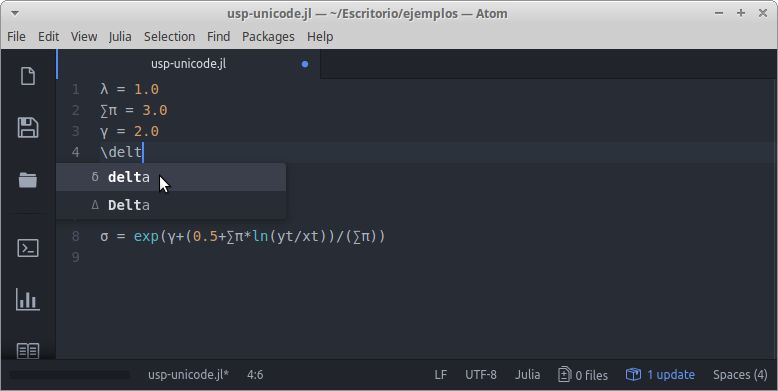 usp-unicode.jl — ~/Escritorio/ejemplos — Atom
File Edit View Julia Selection Find Packages Help
usp-unicode.jl
1 λ = 1.0
2 ∑π = 3.0
3 γ = 2.0
4 \delt
δ delta
Δ Delta
8 σ = exp(γ+(0.5+∑π*ln(yt/xt))/(∑π))
9
usp-unicode.jl* 4:6 LF UTF-8 Julia 0 files 1 update Spaces (4)